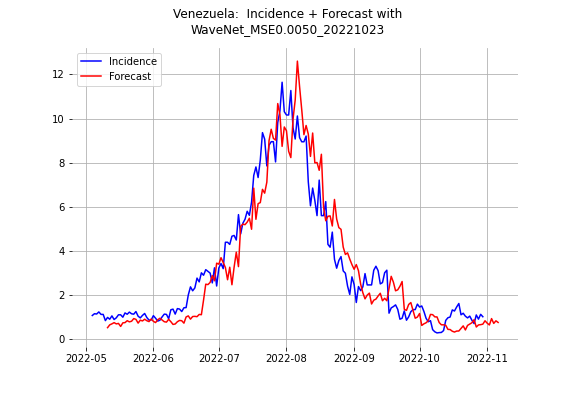 Venezuela:  Incidence + Forecast with
WaveNet_MSE0.0050_20221023
Incidence
Forecast
12
10
8
6
4
2
0
2022-05 2022-06 2022-07 2022-08 2022-09 2022-10 2022-11